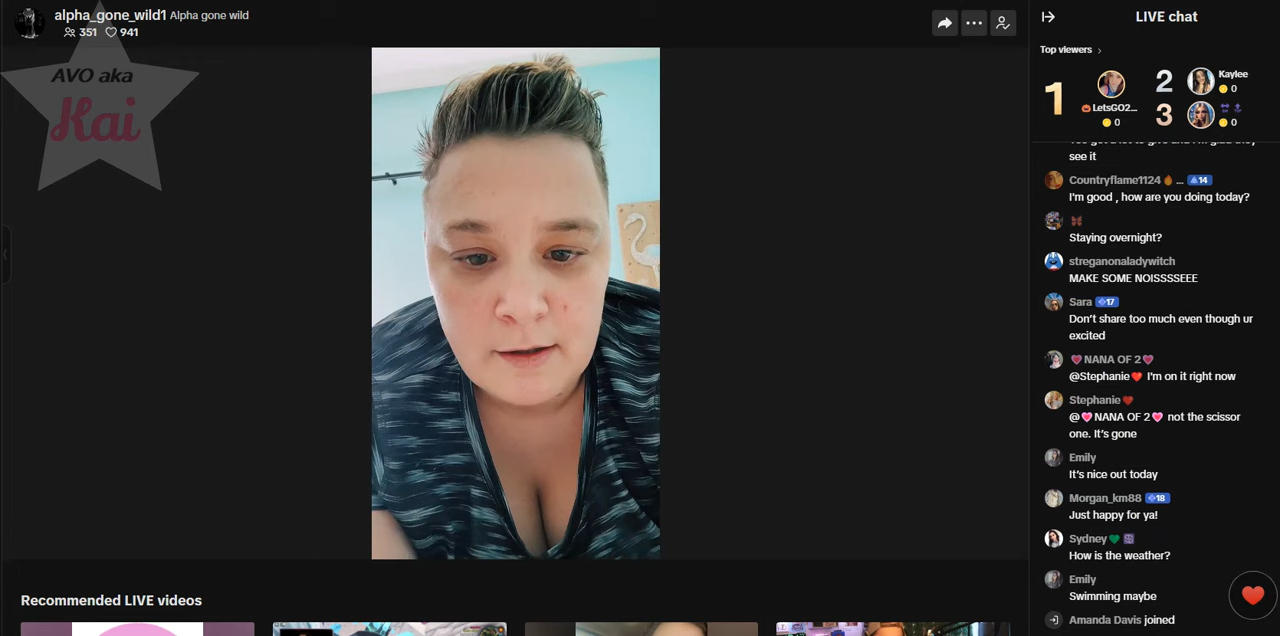 alpha_gone_wild1 Alpha gone wild
351 941
AVO aka
Kai
LIVE chat
Top viewers
1
LetsGO2...
0
2
Kaylee
0
3
0
see it
Countryflame1124 ... 14
I'm good , how are you doing today?
Staying overnight?
streganonaladywitch
MAKE SOME NOISSSSEEE
Sara 17
Don't share too much even though ur
excited
NANA OF 2
@Stephanie I'm on it right now
Stephanie
@ NANA OF 2 not the scissor
one. It's gone
Emily
It's nice out today
Morgan_km88 18
Just happy for ya!
Sydney
How is the weather?
Emily
Swimming maybe
Amanda Davis joined
Recommended LIVE videos